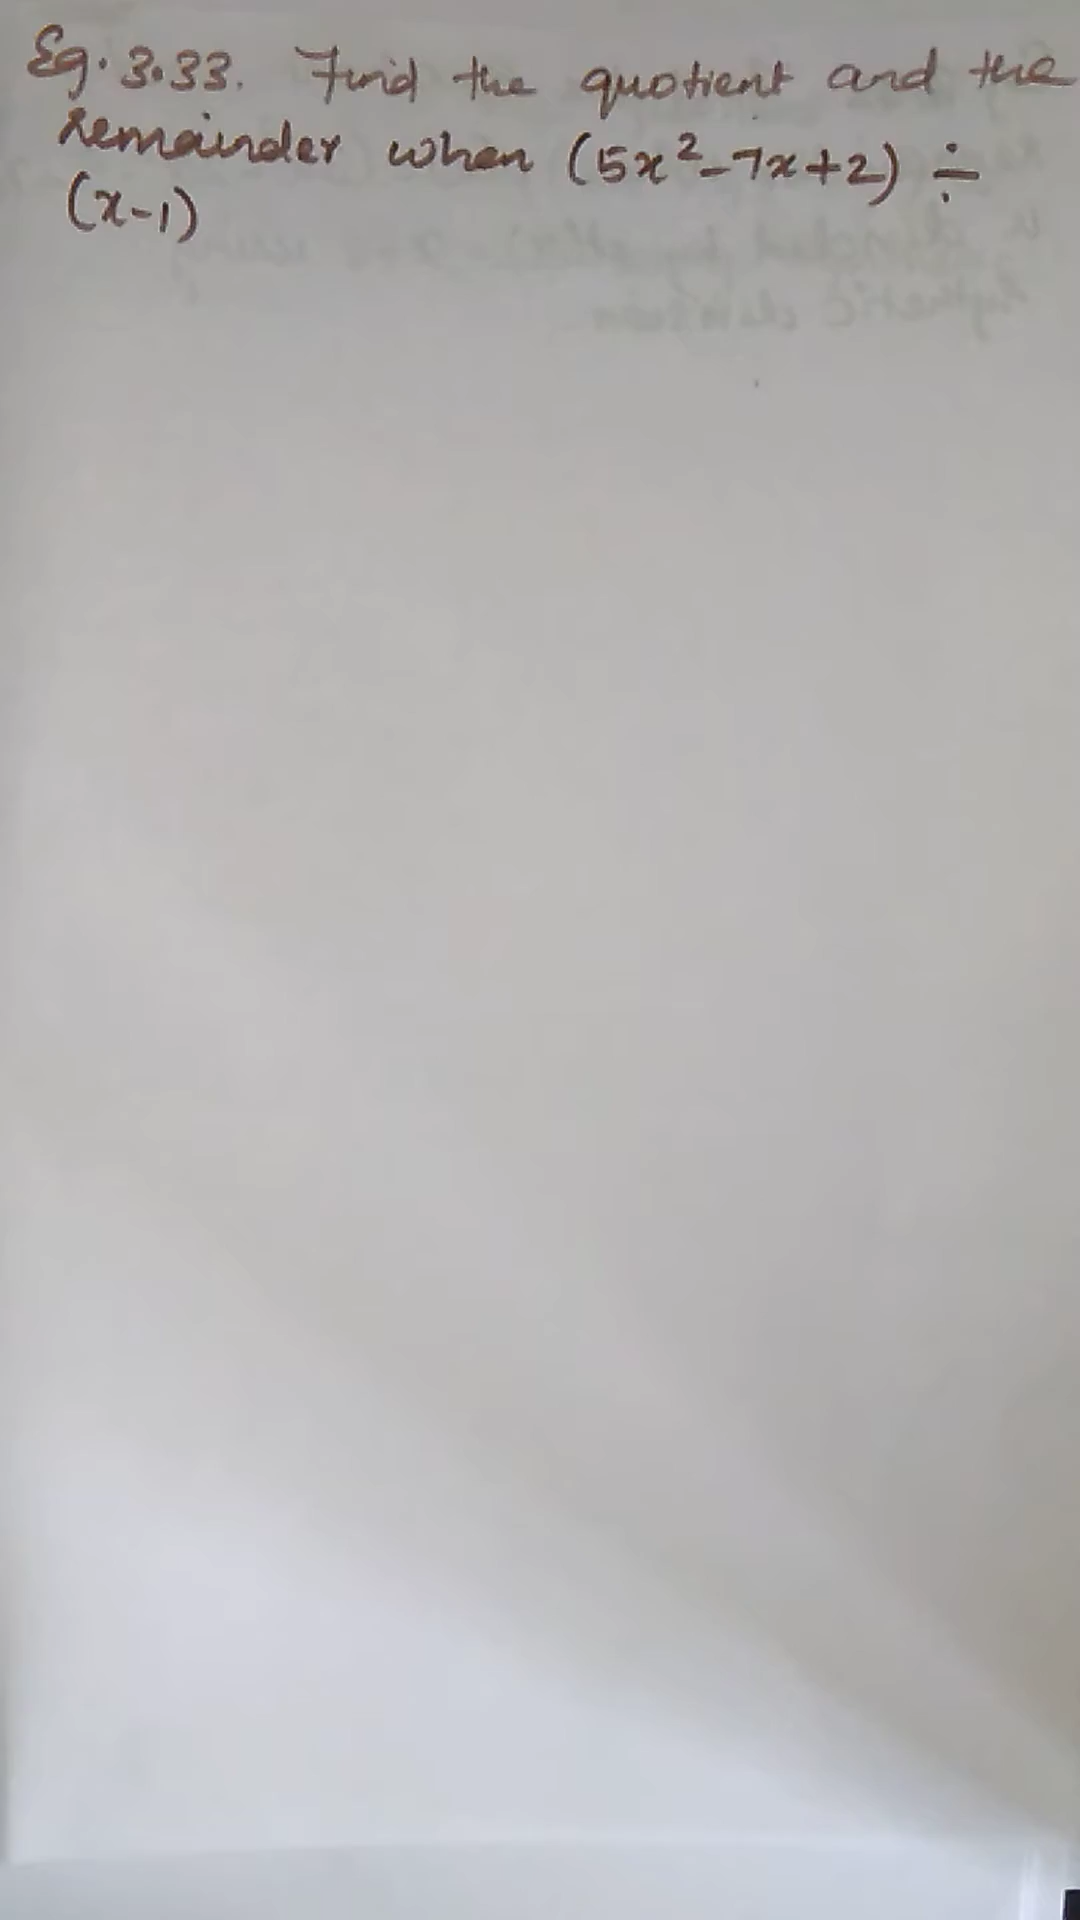 Eg. 3.33. Find the quotient and the
remainder when (5x²-7x+2) ÷
(x-1)